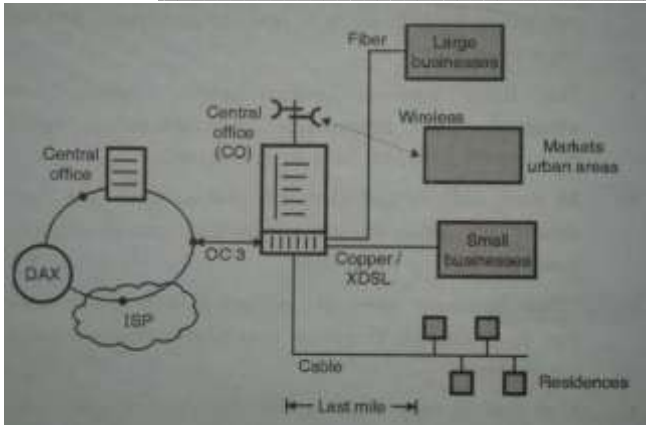 Fiber
Large
businesses
Central
office
(CO)
Wireless
Markets
urban areas
Central
office
OC 3
DAX
ISP
Copper /
XDSL
Small
businesses
Cable
Residences
Last mile